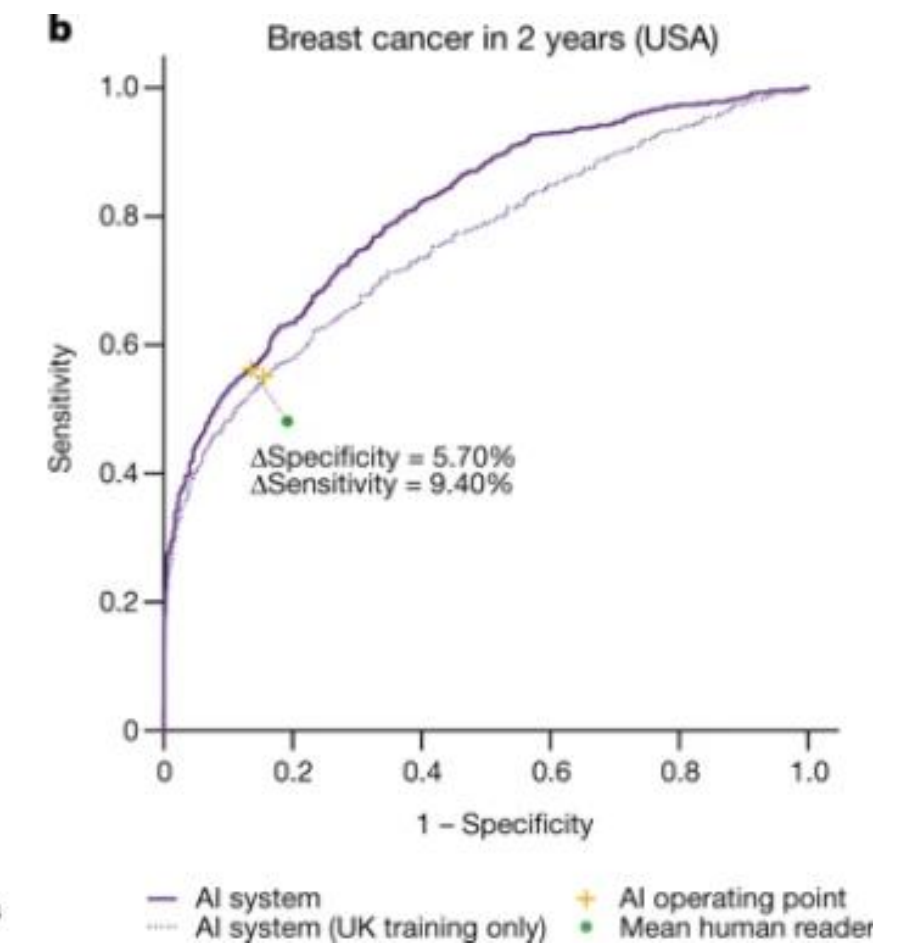 b
Breast cancer in 2 years (USA)
1.0
0.8
0.6
0.4
0.2
0
Sensitivity
ΔSpecificity = 5.70%
ΔSensitivity = 9.40%
0 0.2 0.4 0.6 0.8 1.0
1 – Specificity
AI system
AI system (UK training only)
AI operating point
Mean human reader